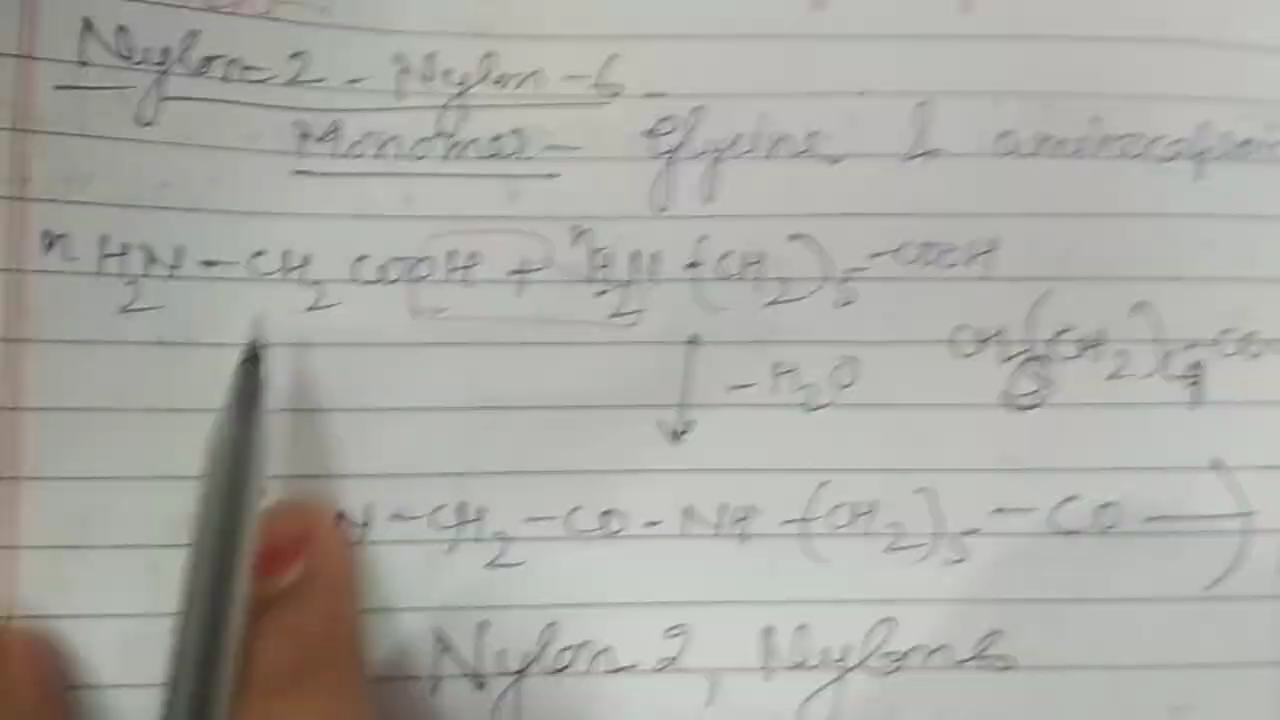 Nylon-2 - Nylon-6
Monomer - Glycine &
n H2N - CH2 COOH + n H2N -(CH2)5 - COOH
- H2O
N - CH2 - CO - NH -(CH2)5 - CO —)
Nylon 2, Nylon 6